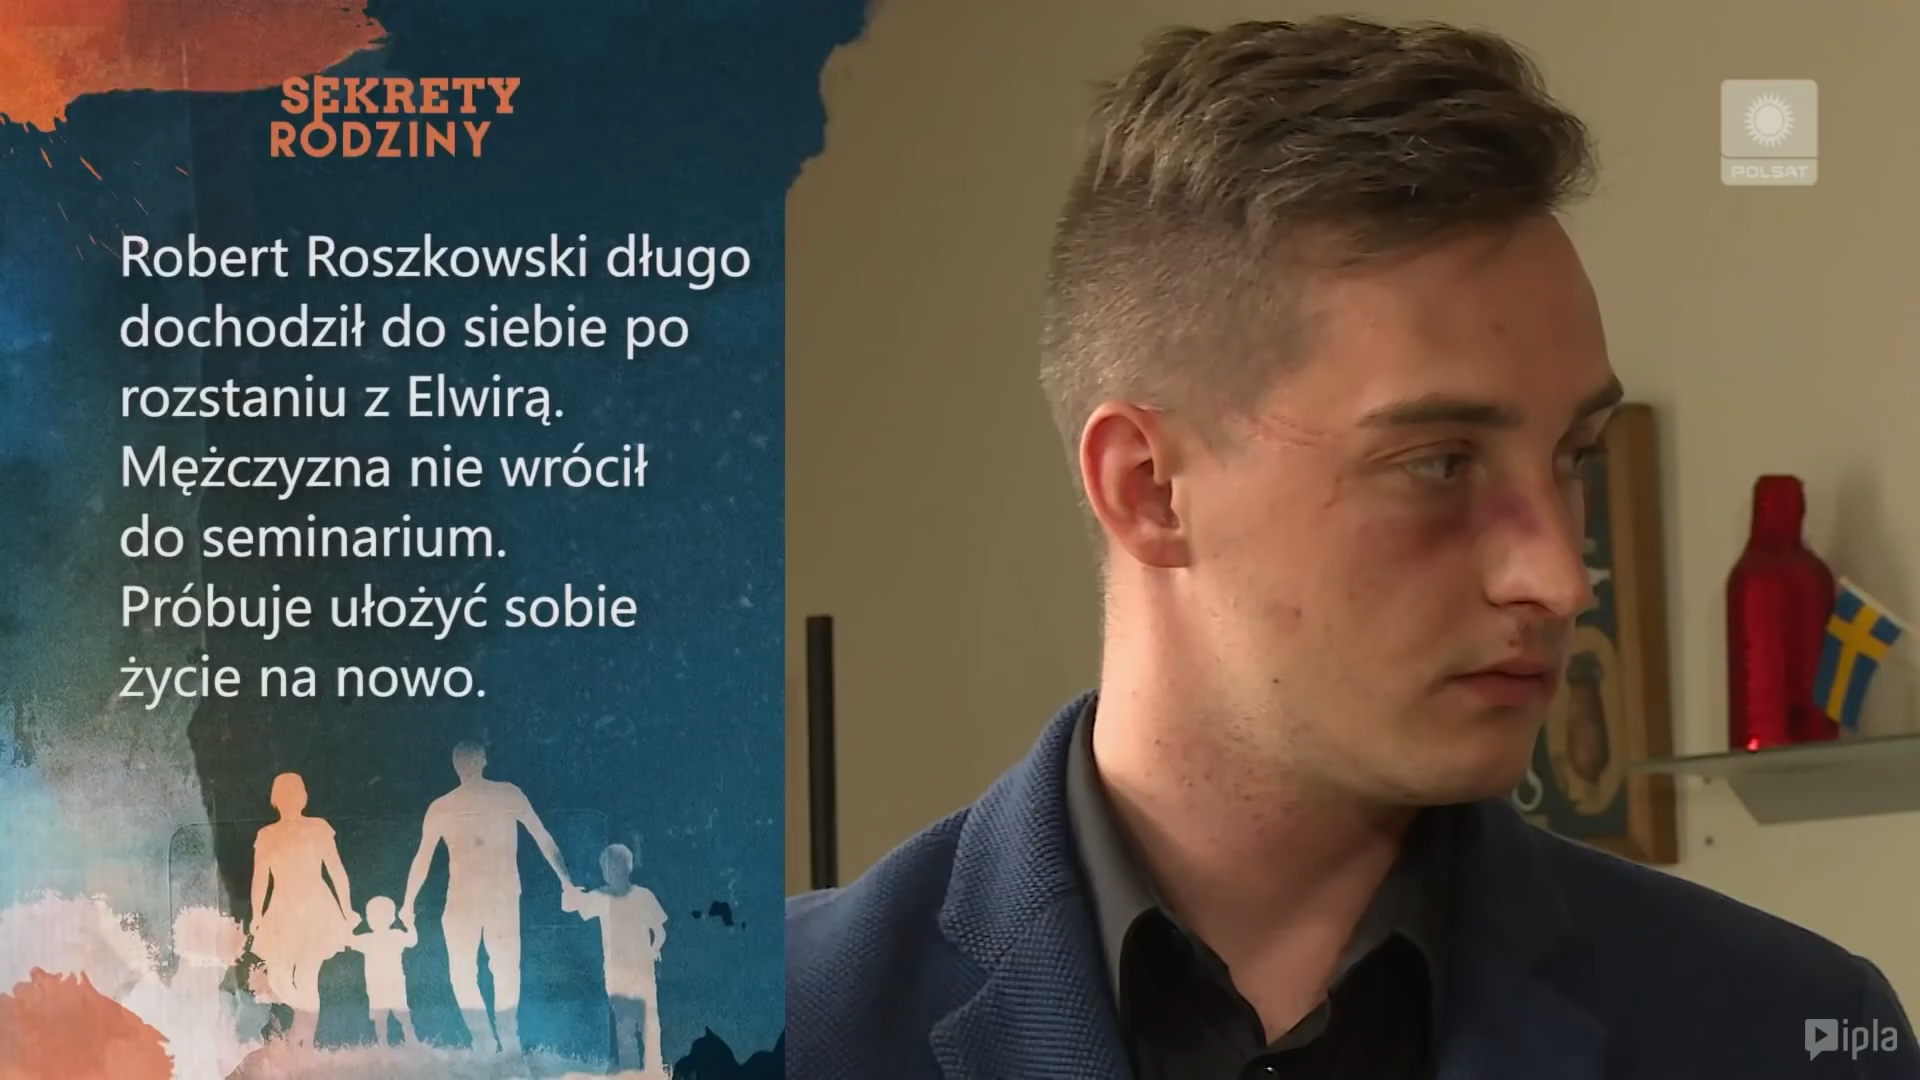 SEKRETY
RODZINY
Robert Roszkowski długo
dochodził do siebie po
rozstaniu z Elwirą.
Mężczyzna nie wrócił
do seminarium.
Próbuje ułożyć sobie
życie na nowo.
POLSAT
ipla